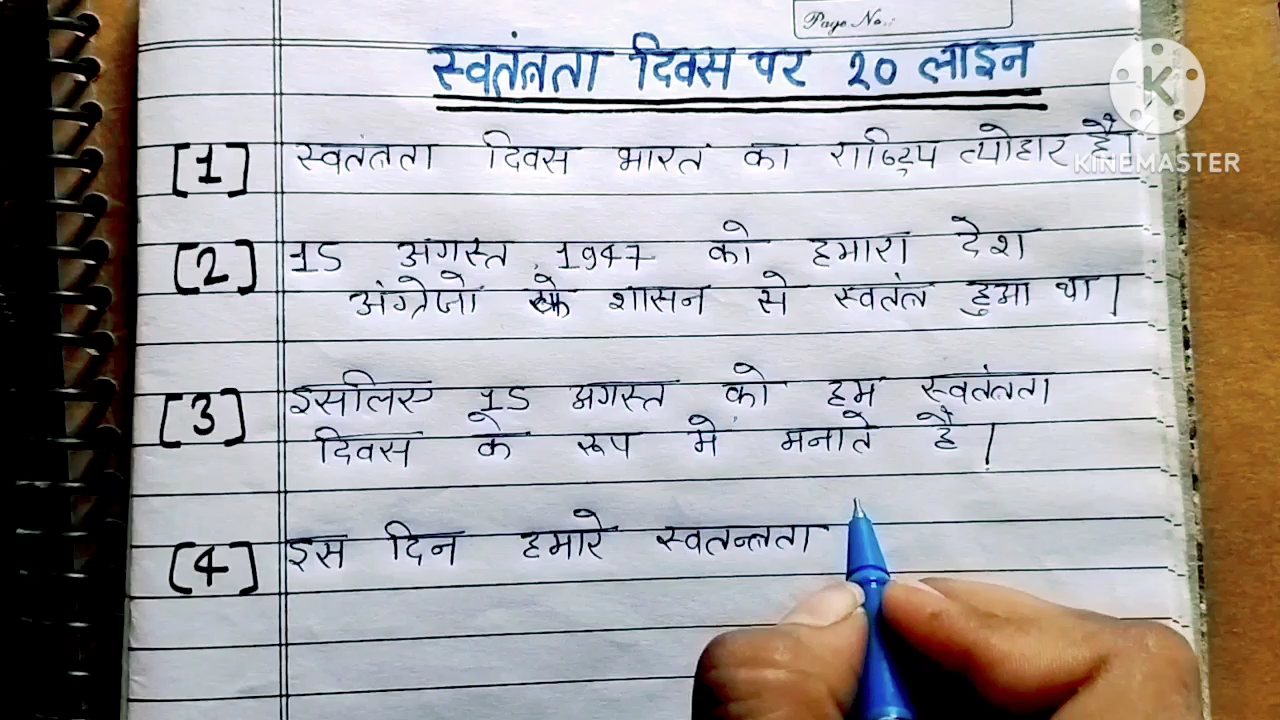 Page No.:
स्वतंत्रता दिवस पर २० लाइन
[1] स्वतंत्रता दिवस भारत का राष्ट्रिय त्योहार है।
[2] 15 अगस्त 1947 को हमारा देश
अंग्रेजो के शासन से स्वतंत्र हुआ था।
[3] इसलिए 15 अगस्त को हम स्वतंत्रता
दिवस के रूप में मनाते है।
[4] इस दिन हमारे स्वतन्त्रता
K
KINEMASTER